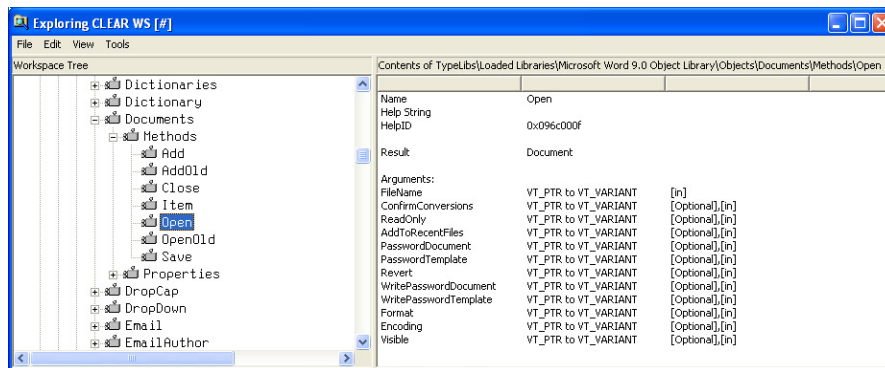 Exploring CLEAR WS [#]
File Edit View Tools
Workspace Tree
Dictionaries
Dictionary
Documents
Methods
Add
AddOld
Close
Item
Open
OpenOld
Save
Properties
DropCap
DropDown
Email
EmailAuthor
Contents of TypeLibs\Loaded Libraries\Microsoft Word 9.0 Object Library\Objects\Documents\Methods\Open
Name Open
Help String
HelpID 0x096c000f
Result Document
Arguments:
FileName VT_PTR to VT_VARIANT [in]
ConfirmConversions VT_PTR to VT_VARIANT [Optional],[in]
ReadOnly VT_PTR to VT_VARIANT [Optional],[in]
AddToRecentFiles VT_PTR to VT_VARIANT [Optional],[in]
PasswordDocument VT_PTR to VT_VARIANT [Optional],[in]
PasswordTemplate VT_PTR to VT_VARIANT [Optional],[in]
Revert VT_PTR to VT_VARIANT [Optional],[in]
WritePasswordDocument VT_PTR to VT_VARIANT [Optional],[in]
WritePasswordTemplate VT_PTR to VT_VARIANT [Optional],[in]
Format VT_PTR to VT_VARIANT [Optional],[in]
Encoding VT_PTR to VT_VARIANT [Optional],[in]
Visible VT_PTR to VT_VARIANT [Optional],[in]